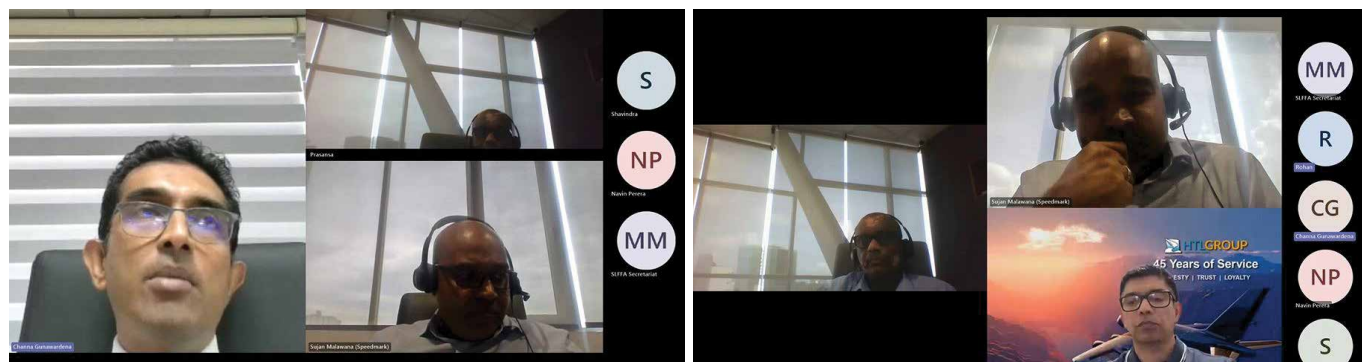 S
Shavindra
NP
Navin Perera
MM
SLFFA Secretariat
Prasansa
Channa Gunawardena
Sujan Malawana (Speedmark)
MM
SLFFA Secretariat
R
Rohan
CG
Channa Gunawardena
NP
Navin Perera
S
Sujan Malawana (Speedmark)
HTLGROUP
45 Years of Service
ESTY | TRUST | LOYALTY